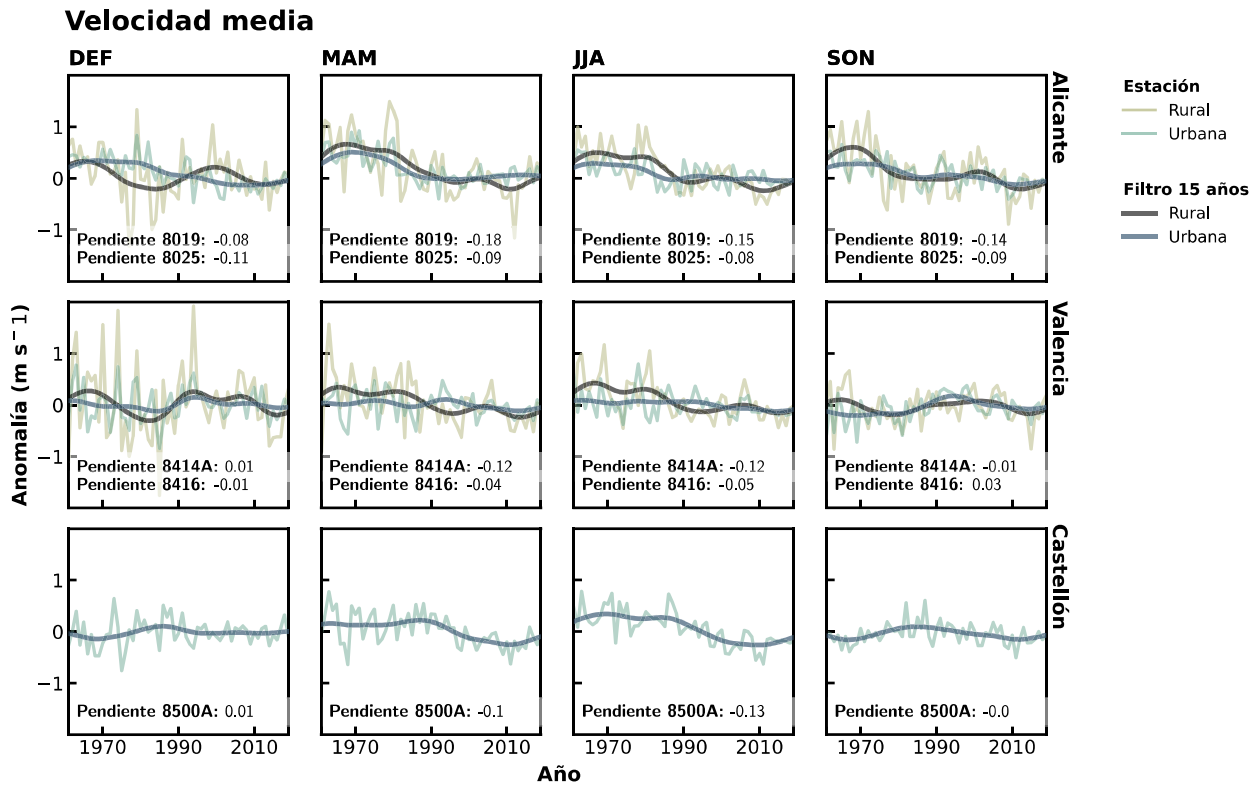 Velocidad media
DEF
MAM
JJA
SON
1
0
−1
Pendiente 8019: -0.08
Pendiente 8025: -0.11
Pendiente 8019: -0.18
Pendiente 8025: -0.09
Pendiente 8019: -0.15
Pendiente 8025: -0.08
Pendiente 8019: -0.14
Pendiente 8025: -0.09
Alicante
Estación
Rural
Urbana
Filtro 15 años
Rural
Urbana
Anomalía (m s⁻¹)
1
0
−1
Pendiente 8414A: 0.01
Pendiente 8416: -0.01
Pendiente 8414A: -0.12
Pendiente 8416: -0.04
Pendiente 8414A: -0.12
Pendiente 8416: -0.05
Pendiente 8414A: -0.01
Pendiente 8416: 0.03
Valencia
1
0
−1
Pendiente 8500A: 0.01
Pendiente 8500A: -0.1
Pendiente 8500A: -0.13
Pendiente 8500A: -0.0
Castellón
1970 1990 2010
1970 1990 2010
1970 1990 2010
1970 1990 2010
Año